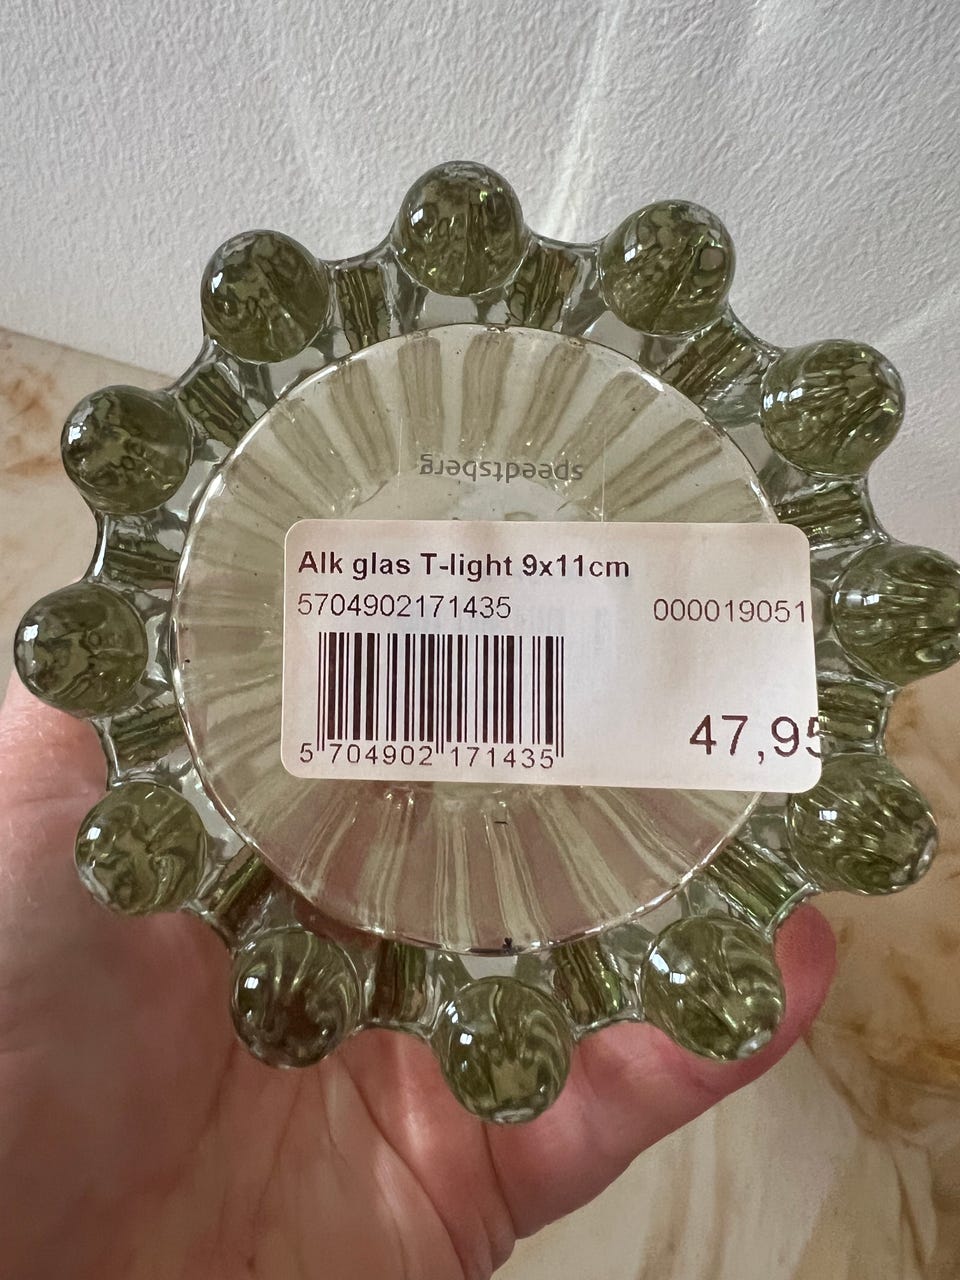 speedtsberg
Alk glas T-light 9x11cm
5704902171435 000019051
47,95
5 704902 171435